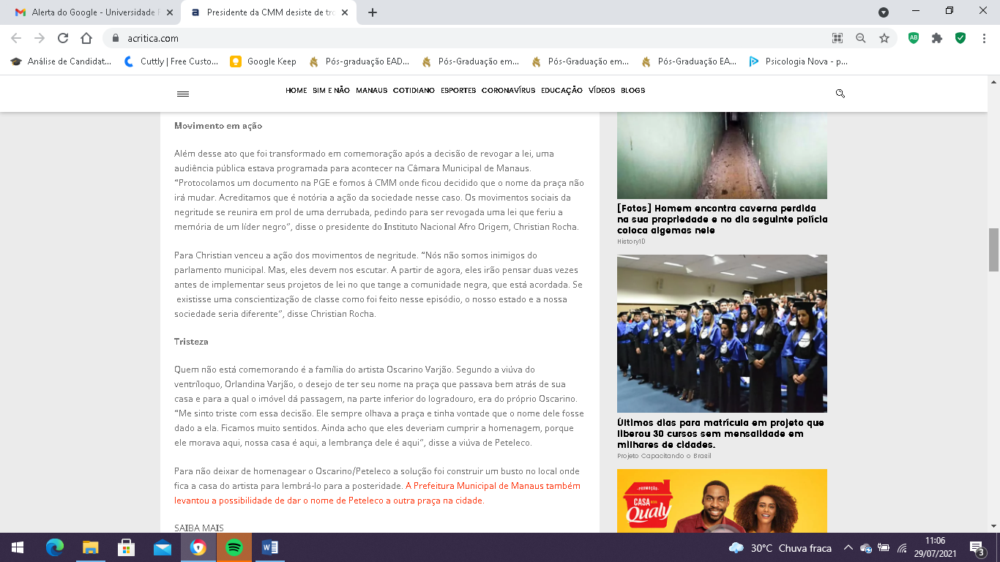 Alerta do Google - Universidade F
Presidente da CMM desiste de tro
acritica.com
Análise de Candidat...
Cuttly | Free Custo...
Google Keep
Pós-graduação EAD...
Pós-Graduação em...
Pós-Graduação em...
Pós-Graduação EA...
Psicologia Nova - p...
HOME SIM E NÃO MANAUS COTIDIANO ESPORTES CORONAVÍRUS EDUCAÇÃO VÍDEOS BLOGS
Movimento em ação
Além desse ato que foi transformado em comemoração após a decisão de revogar a lei, uma
audiência pública estava programada para acontecer na Câmara Municipal de Manaus.
“Protocolamos um documento na PGE e fomos à CMM onde ficou decidido que o nome da praça não
irá mudar. Acreditamos que é notória a ação da sociedade nesse caso. Os movimentos sociais da
negritude se reunira em prol de uma derrubada, pedindo para ser revogada uma lei que feriu a
memória de um líder negro”, disse o presidente do Instituto Nacional Afro Origem, Christian Rocha.
Para Christian venceu a ação dos movimentos de negritude. “Nós não somos inimigos do
parlamento municipal. Mas, eles devem nos escutar. A partir de agora, eles irão pensar duas vezes
antes de implementar seus projetos de lei no que tange a comunidade negra, que está acordada. Se
existisse uma conscientização de classe como foi feito nesse episódio, o nosso estado e a nossa
sociedade seria diferente”, disse Christian Rocha.
Tristeza
Quem não está comemorando é a família do artista Oscarino Varjão. Segundo a viúva do
ventríloquo, Orlandina Varjão, o desejo de ter seu nome na praça que passava bem atrás de sua
casa e para a qual o imóvel dá passagem, na parte inferior do logradouro, era do próprio Oscarino.
“Me sinto triste com essa decisão. Ele sempre olhava a praça e tinha vontade que o nome dele fosse
dado a ela. Ficamos muito sentidos. Ainda acho que eles deveriam cumprir a homenagem, porque
ele morava aqui, nossa casa é aqui, a lembrança dele é aqui”, disse a viúva de Peteleco.
Para não deixar de homenagear o Oscarino/Peteleco a solução foi construir um busto no local onde
fica a casa do artista para lembrá-lo para a posteridade. A Prefeitura Municipal de Manaus também
levantou a possibilidade de dar o nome de Peteleco a outra praça na cidade.
SAIBA MAIS
[Fotos] Homem encontra caverna perdida
na sua propriedade e no dia seguinte polícia
coloca algemas nele
History1D
Últimos dias para matrícula em projeto que
liberou 30 cursos sem mensalidade em
milhares de cidades.
Projeto Capacitando o Brasil
PROMOÇÃO
CASA
Qualy
30°C Chuva fraca
11:06
29/07/2021
3